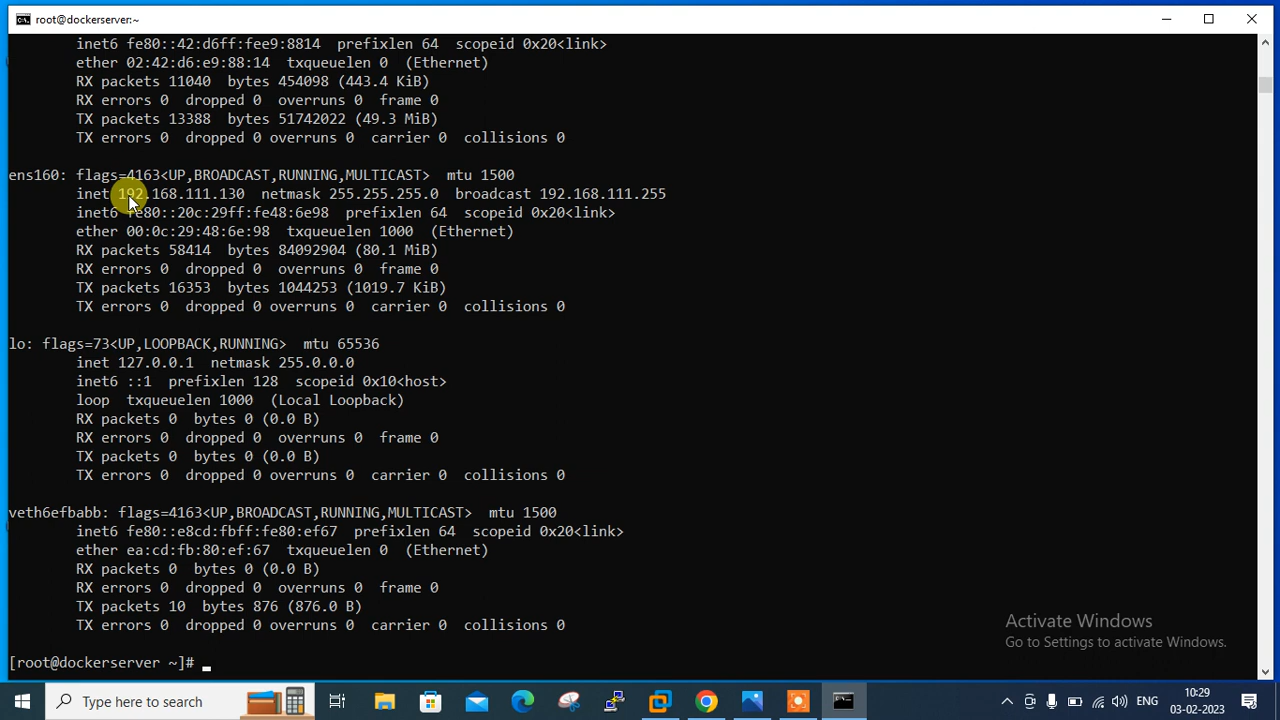 root@dockerserver:~
inet6 fe80::42:d6ff:fee9:8814  prefixlen 64  scopeid 0x20<link>
ether 02:42:d6:e9:88:14  txqueuelen 0  (Ethernet)
RX packets 11040  bytes 454098 (443.4 KiB)
RX errors 0  dropped 0  overruns 0  frame 0
TX packets 13388  bytes 51742022 (49.3 MiB)
TX errors 0  dropped 0 overruns 0  carrier 0  collisions 0
ens160: flags=4163<UP,BROADCAST,RUNNING,MULTICAST>  mtu 1500
inet 192.168.111.130  netmask 255.255.255.0  broadcast 192.168.111.255
inet6 fe80::20c:29ff:fe48:6e98  prefixlen 64  scopeid 0x20<link>
ether 00:0c:29:48:6e:98  txqueuelen 1000  (Ethernet)
RX packets 58414  bytes 84092904 (80.1 MiB)
RX errors 0  dropped 0  overruns 0  frame 0
TX packets 16353  bytes 1044253 (1019.7 KiB)
TX errors 0  dropped 0 overruns 0  carrier 0  collisions 0
lo: flags=73<UP,LOOPBACK,RUNNING>  mtu 65536
inet 127.0.0.1  netmask 255.0.0.0
inet6 ::1  prefixlen 128  scopeid 0x10<host>
loop  txqueuelen 1000  (Local Loopback)
RX packets 0  bytes 0 (0.0 B)
RX errors 0  dropped 0  overruns 0  frame 0
TX packets 0  bytes 0 (0.0 B)
TX errors 0  dropped 0 overruns 0  carrier 0  collisions 0
veth6efbabb: flags=4163<UP,BROADCAST,RUNNING,MULTICAST>  mtu 1500
inet6 fe80::e8cd:fbff:fe80:ef67  prefixlen 64  scopeid 0x20<link>
ether ea:cd:fb:80:ef:67  txqueuelen 0  (Ethernet)
RX packets 0  bytes 0 (0.0 B)
RX errors 0  dropped 0  overruns 0  frame 0
TX packets 10  bytes 876 (876.0 B)
TX errors 0  dropped 0 overruns 0  carrier 0  collisions 0
Activate Windows
Go to Settings to activate Windows.
[root@dockerserver ~]#
Type here to search
ENG
10:29
03-02-2023